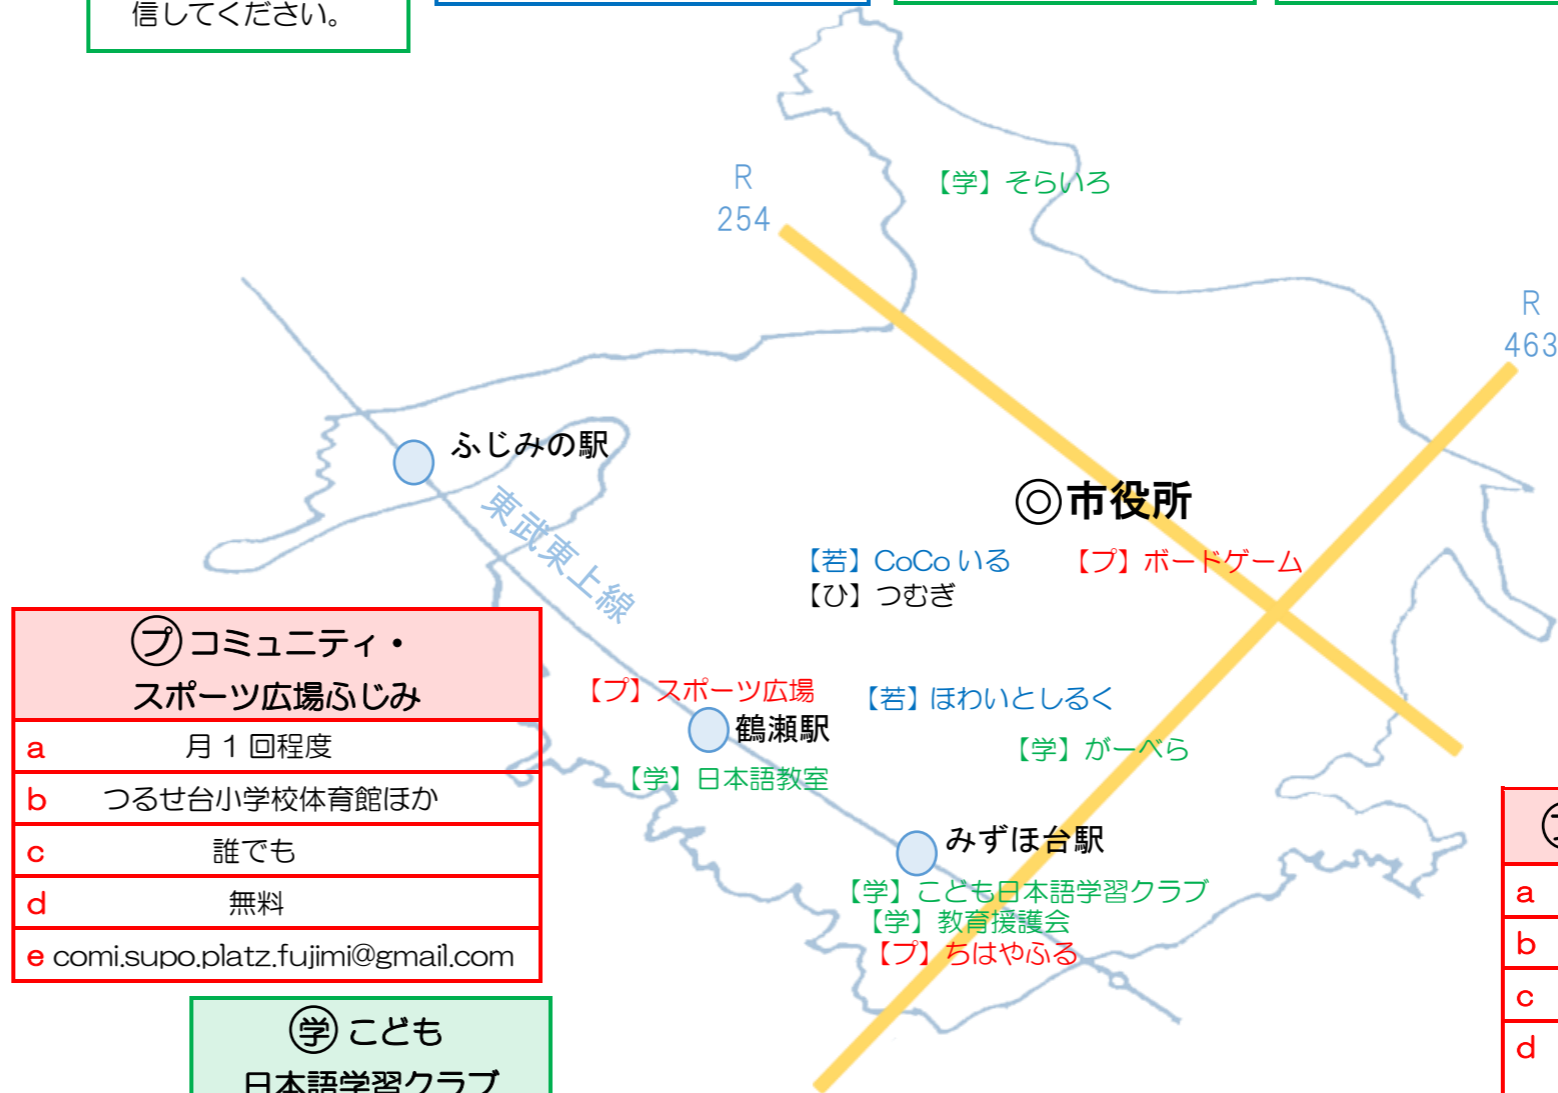 信してください。
R
254
【学】そらいろ
R
463
ふじみの駅
東武東上線
◎市役所
【若】CoCo いる
【プ】ボードゲーム
【ひ】つむぎ
㋫コミュニティ・
スポーツ広場ふじみ
a 月 1 回程度
b つるせ台小学校体育館ほか
c 誰でも
d 無料
e comi.supo.platz.fujimi@gmail.com
【プ】スポーツ広場
【若】ほわいとしるく
鶴瀬駅
【学】がーべら
【学】日本語教室
みずほ台駅
【学】こども日本語学習クラブ
【学】教育援護会
【プ】ちはやふる
㊫こども
日本語学習クラブ
a
b
c
d